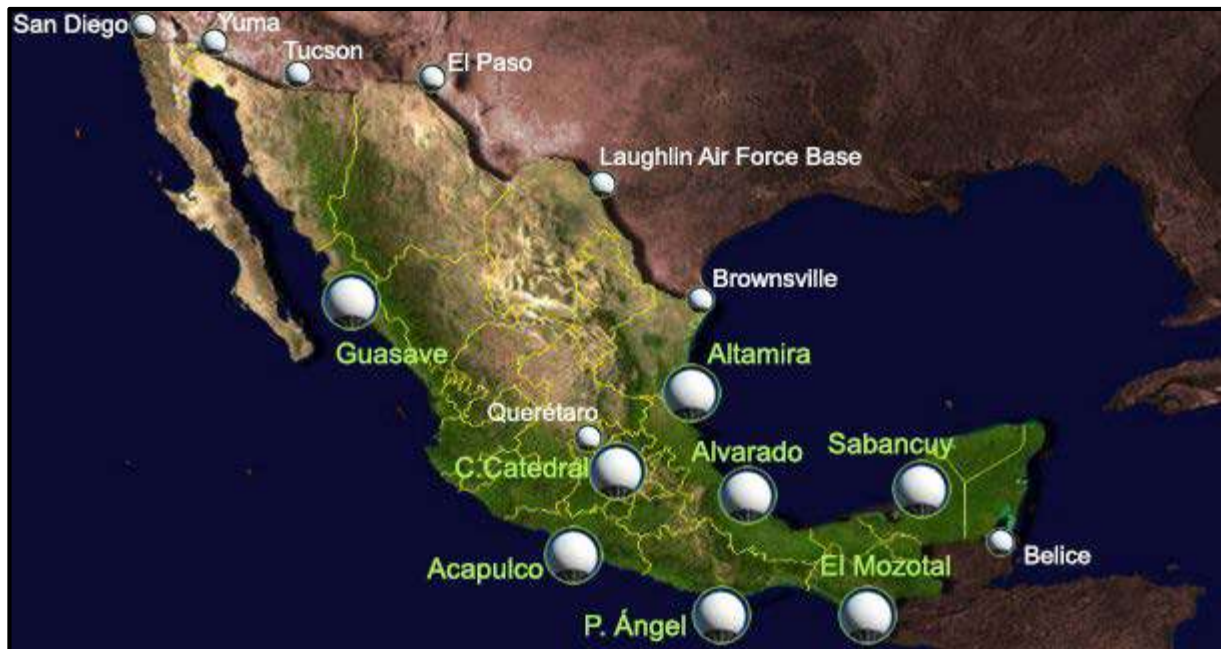 San Diego
Yuma
Tucson
El Paso
Laughlin Air Force Base
Brownsville
Guasave
Altamira
Querétaro
C.Catedral
Alvarado
Sabancuy
Acapulco
El Mozotal
Belice
P. Ángel